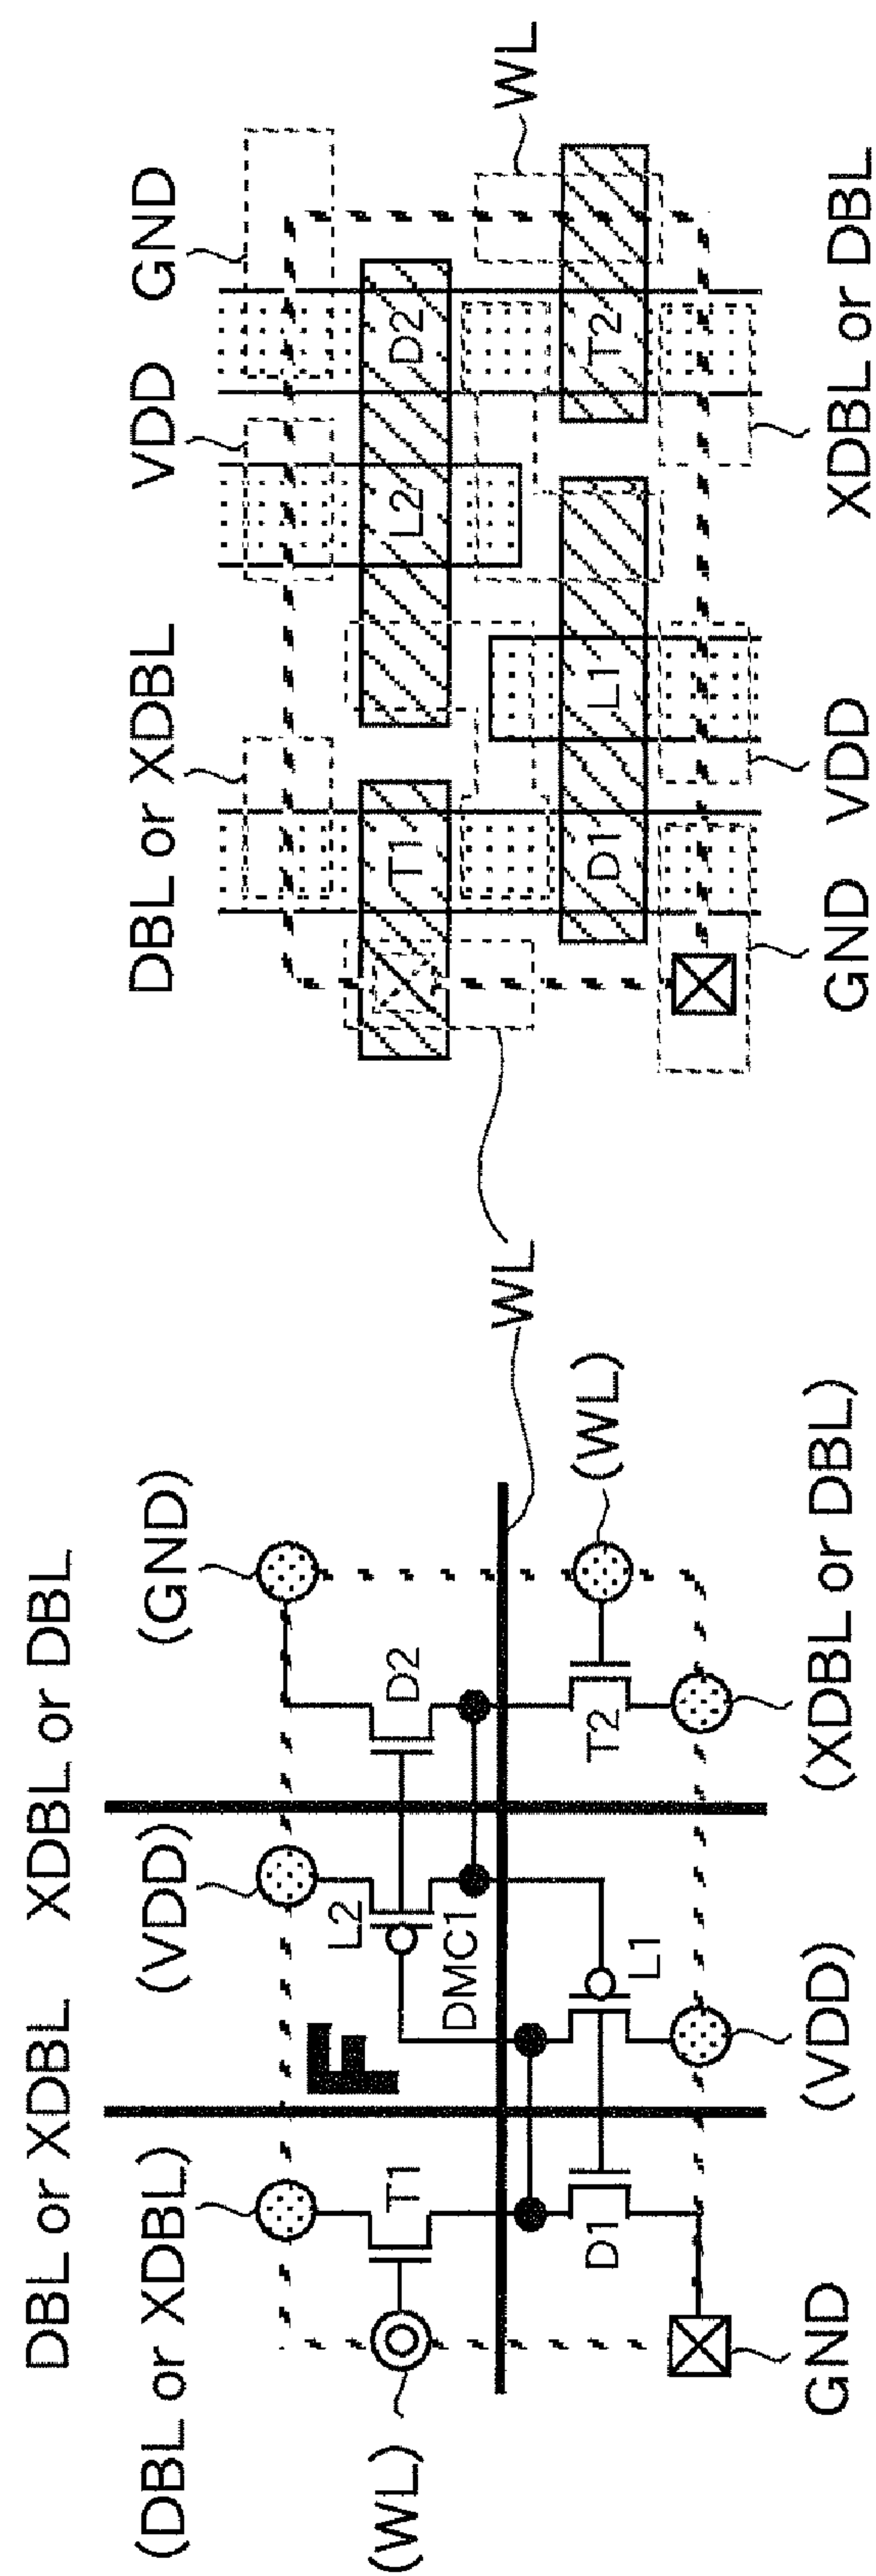 DBL or XDBL XDBL or DBL
(DBL or XDBL) (VDD) (GND)
F L2
(WL) T1 D2
DMC1
WL
D1 T2 (WL)
L1
GND (VDD) (XDBL or DBL)
DBL or XDBL VDD GND
T1 L2 D2
WL
D1 L1 T2
GND VDD XDBL or DBL